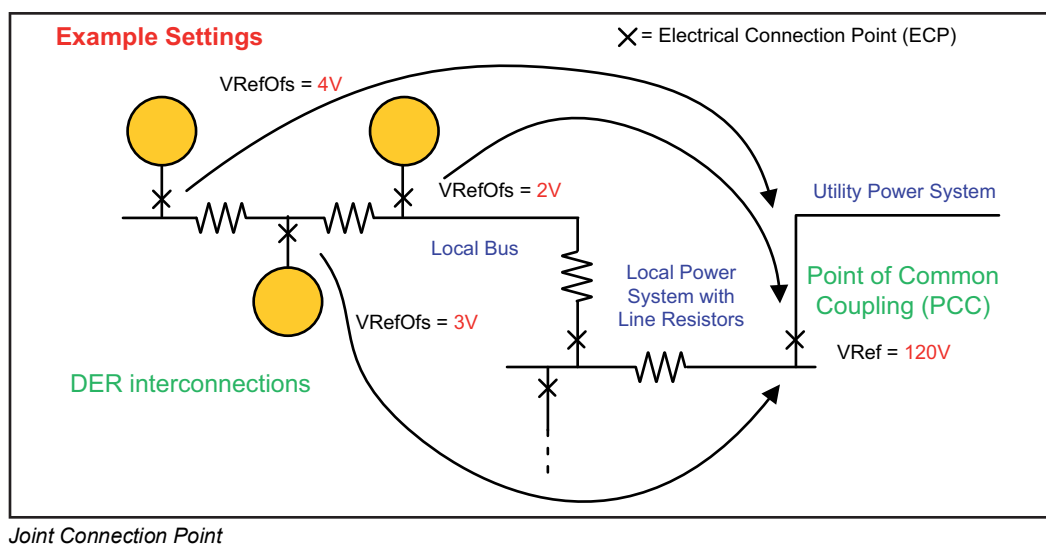 Example Settings
= Electrical Connection Point (ECP)
VRefOfs = 4V
VRefOfs = 2V
Utility Power System
Local Bus
Local Power
System with
Line Resistors
Point of Common
Coupling (PCC)
VRefOfs = 3V
VRef = 120V
DER interconnections
Joint Connection Point